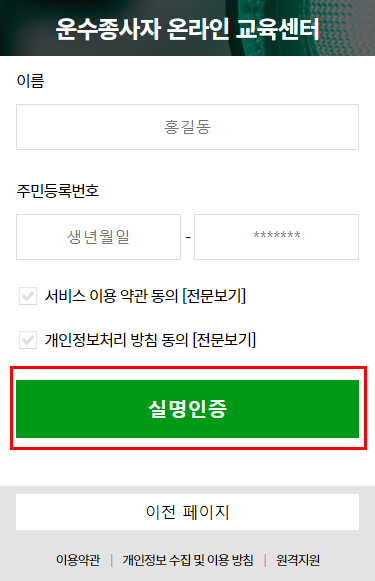 운수종사자 온라인 교육센터
이름
홍길동
주민등록번호
생년월일 - *******
서비스 이용 약관 동의 [전문보기]
개인정보처리 방침 동의 [전문보기]
실명인증
이전 페이지
이용약관 | 개인정보 수집 및 이용 방침 | 원격지원